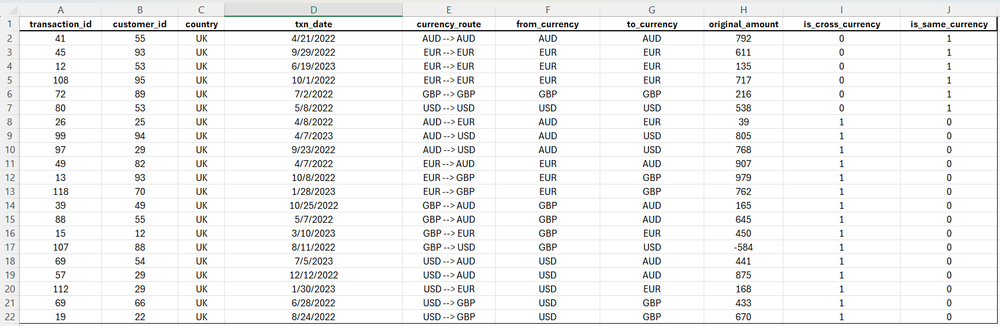 A B C D E F G H I J
1 transaction_id customer_id country txn_date currency_route from_currency to_currency original_amount is_cross_currency is_same_currency
2 41 55 UK 4/21/2022 AUD --> AUD AUD AUD 792 0 1
3 45 93 UK 9/29/2022 EUR --> EUR EUR EUR 611 0 1
4 12 53 UK 6/19/2023 EUR --> EUR EUR EUR 135 0 1
5 108 95 UK 10/1/2022 EUR --> EUR EUR EUR 717 0 1
6 72 89 UK 7/2/2022 GBP --> GBP GBP GBP 216 0 1
7 80 53 UK 5/8/2022 USD --> USD USD USD 538 0 1
8 26 25 UK 4/8/2022 AUD --> EUR AUD EUR 39 1 0
9 99 94 UK 4/7/2023 AUD --> USD AUD USD 805 1 0
10 97 29 UK 9/23/2022 AUD --> USD AUD USD 768 1 0
11 49 82 UK 4/7/2022 EUR --> AUD EUR AUD 907 1 0
12 13 93 UK 10/8/2022 EUR --> GBP EUR GBP 979 1 0
13 118 70 UK 1/28/2023 EUR --> GBP EUR GBP 762 1 0
14 39 49 UK 10/25/2022 GBP --> AUD GBP AUD 165 1 0
15 88 55 UK 5/7/2022 GBP --> AUD GBP AUD 645 1 0
16 15 12 UK 3/10/2023 GBP --> EUR GBP EUR 450 1 0
17 107 88 UK 8/11/2022 GBP --> USD GBP USD -584 1 0
18 69 54 UK 7/5/2023 USD --> AUD USD AUD 441 1 0
19 57 29 UK 12/12/2022 USD --> AUD USD AUD 875 1 0
20 112 29 UK 1/30/2023 USD --> EUR USD EUR 168 1 0
21 69 66 UK 6/28/2022 USD --> GBP USD GBP 433 1 0
22 19 22 UK 8/24/2022 USD --> GBP USD GBP 670 1 0